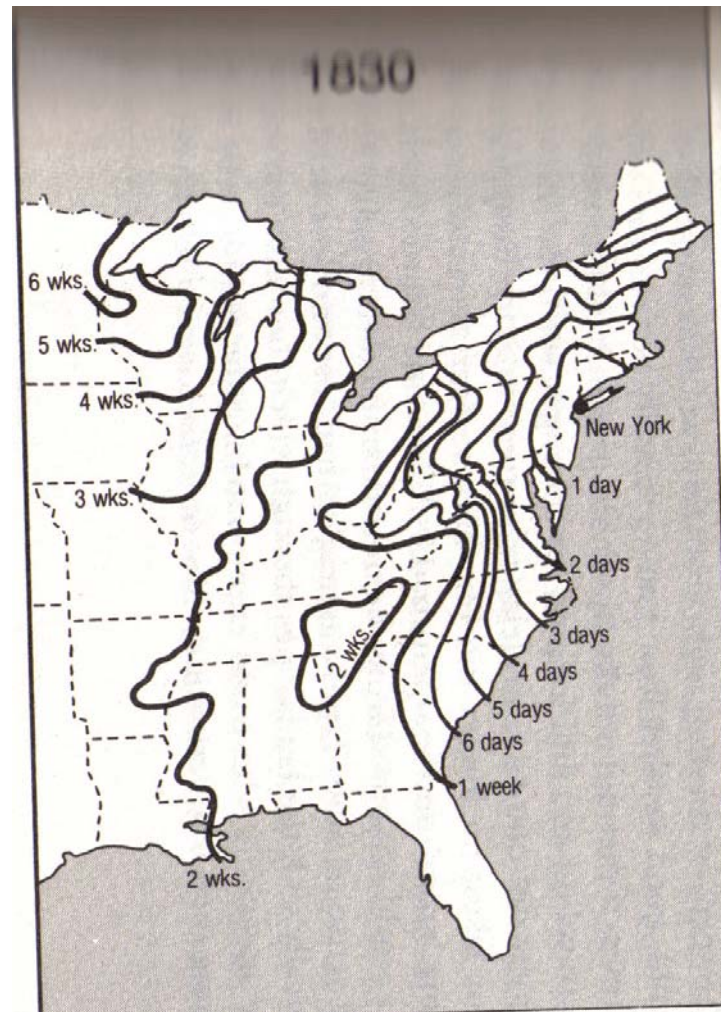 1830
6 wks.
5 wks.
4 wks.
3 wks.
New York
1 day
2 days
3 days
4 days
5 days
6 days
1 week
2 wks.
2 wks.